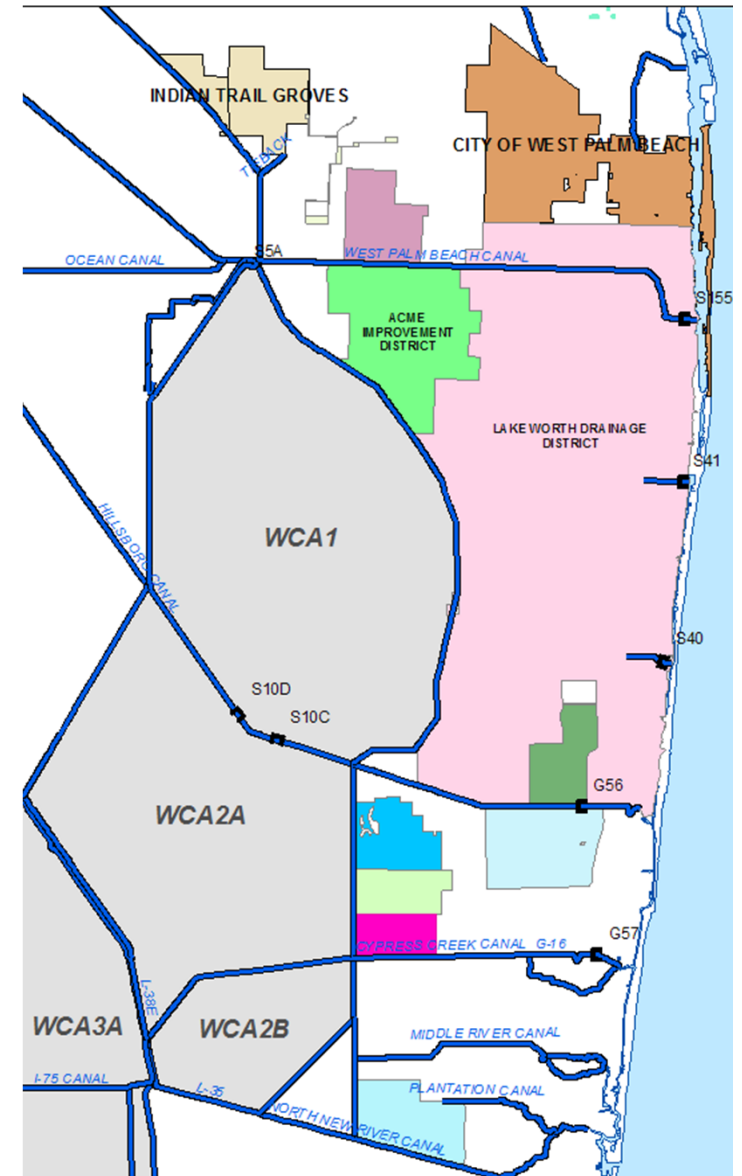 INDIAN TRAIL GROVES
CITY OF WEST PALM BEACH
TIEBACK
S5A
WEST PALM BEACH CANAL
OCEAN CANAL
S155
ACME
IMPROVEMENT
DISTRICT
LAKE WORTH DRAINAGE
DISTRICT
S41
HILLSBORO CANAL
WCA1
S40
S10D
S10C
G56
WCA2A
G57
CYPRESS CREEK CANAL G-16
L-38E
WCA3A
WCA2B
MIDDLE RIVER CANAL
I-75 CANAL
L-35
PLANTATION CANAL
NORTH NEW RIVER CANAL